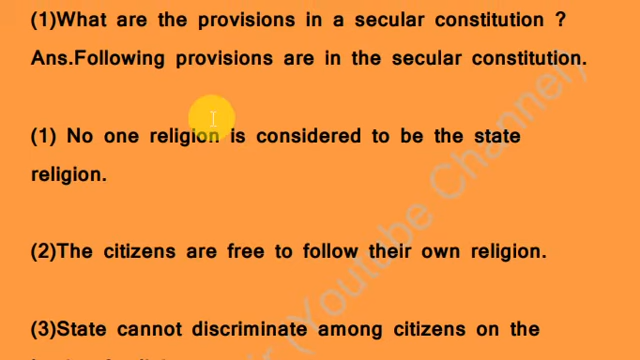 (1)What are the provisions in a secular constitution ?
Ans.Following provisions are in the secular constitution.
(1) No one religion is considered to be the state
religion.
(2)The citizens are free to follow their own religion.
(3)State cannot discriminate among citizens on the
(Youtube Channel)